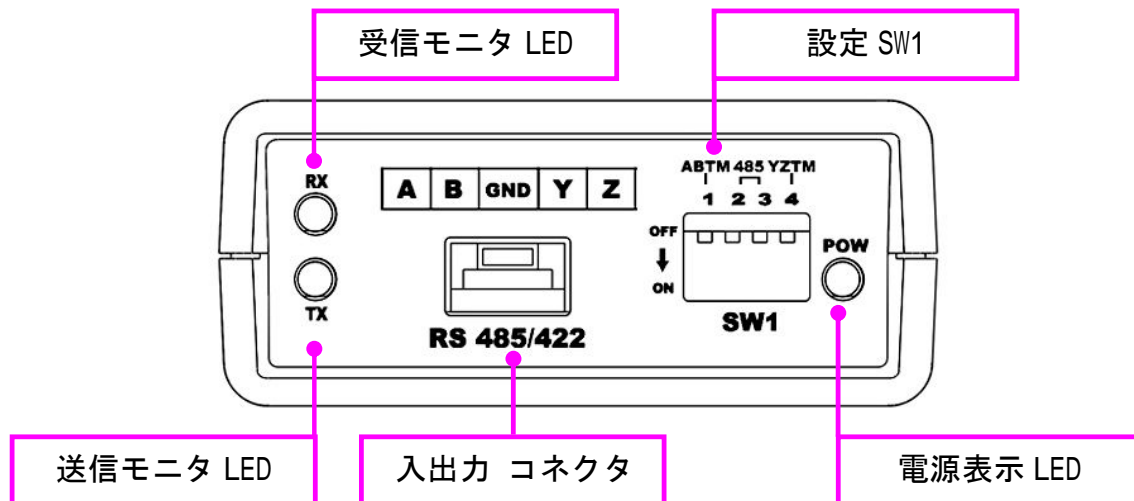 受信モニタ LED
設定 SW1
RX
A B GND Y Z
ABTM 485 YZTM
1 2 3 4
OFF
ON
POW
TX
RS 485/422
SW1
送信モニタ LED
入出力 コネクタ
電源表示 LED